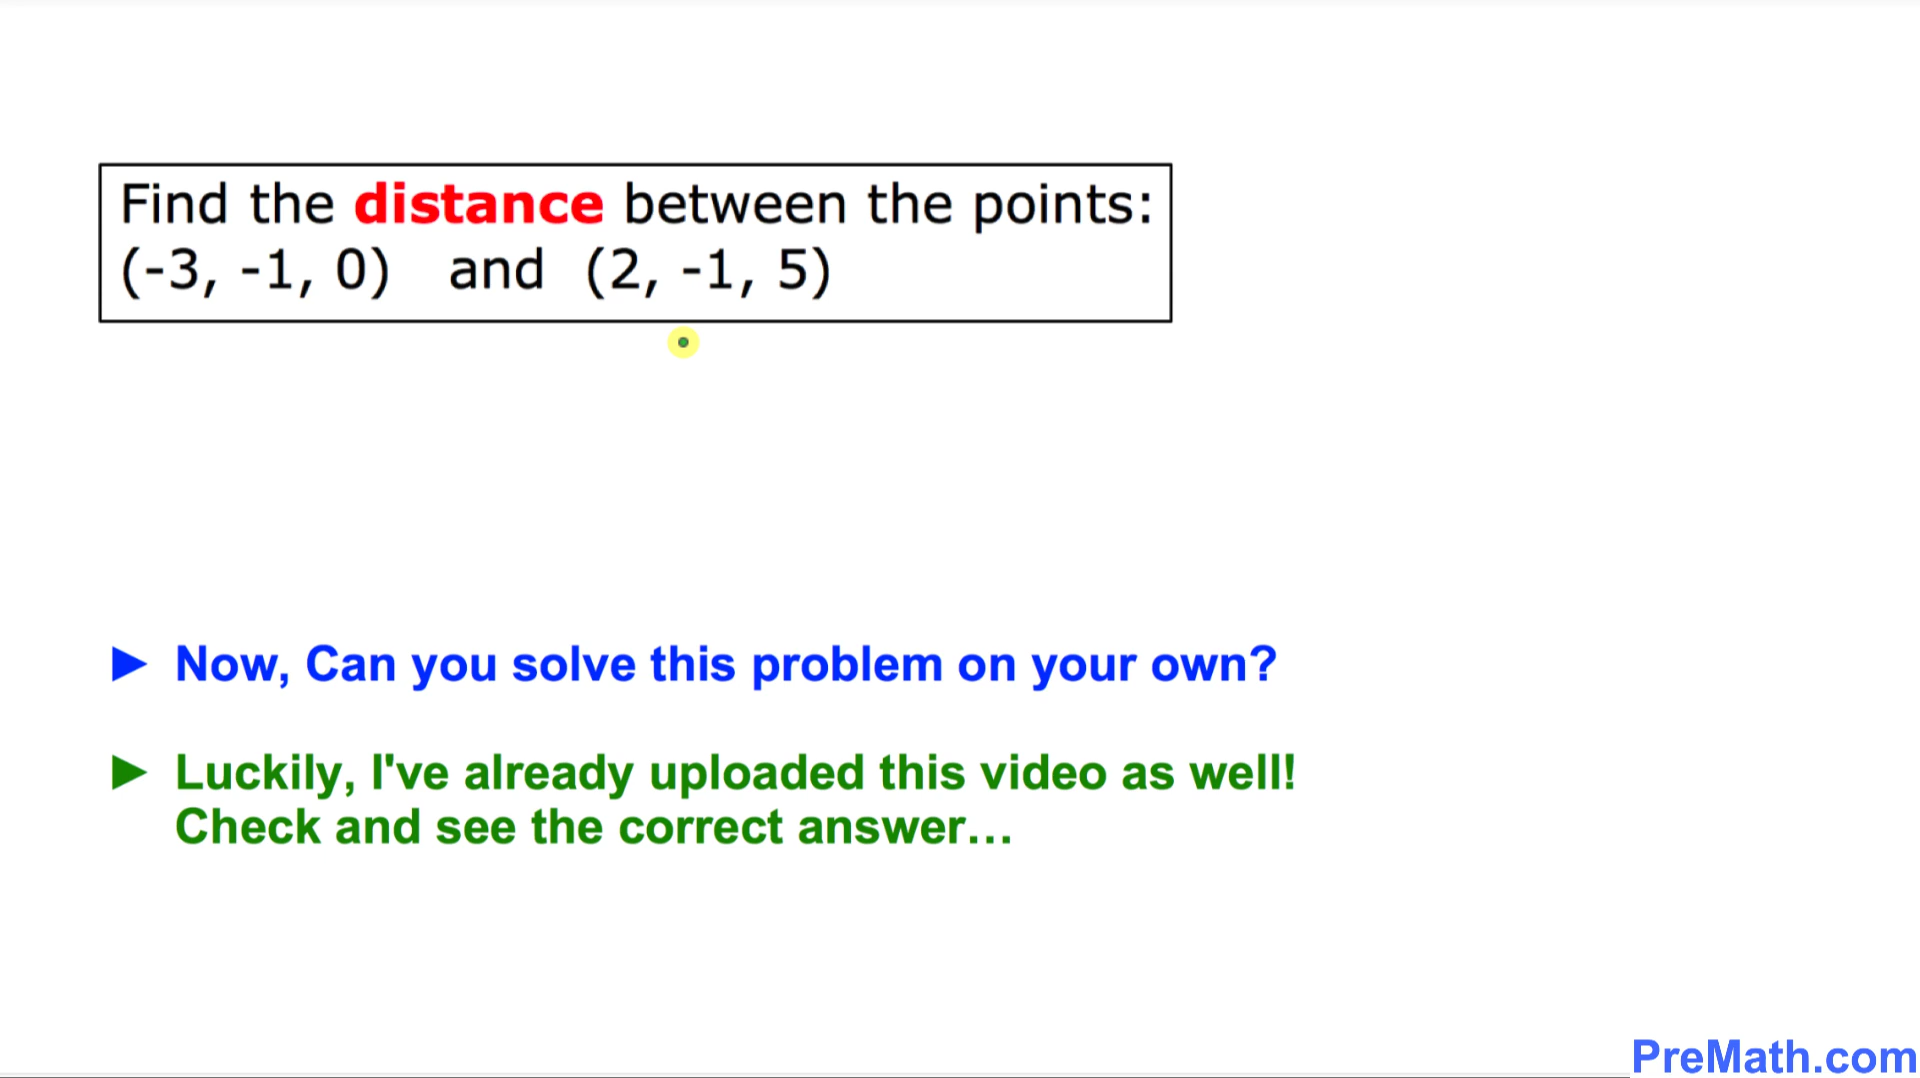 Find the distance between the points:
(-3, -1, 0) and (2, -1, 5)
► Now, Can you solve this problem on your own?
► Luckily, I've already uploaded this video as well!
Check and see the correct answer...
PreMath.com